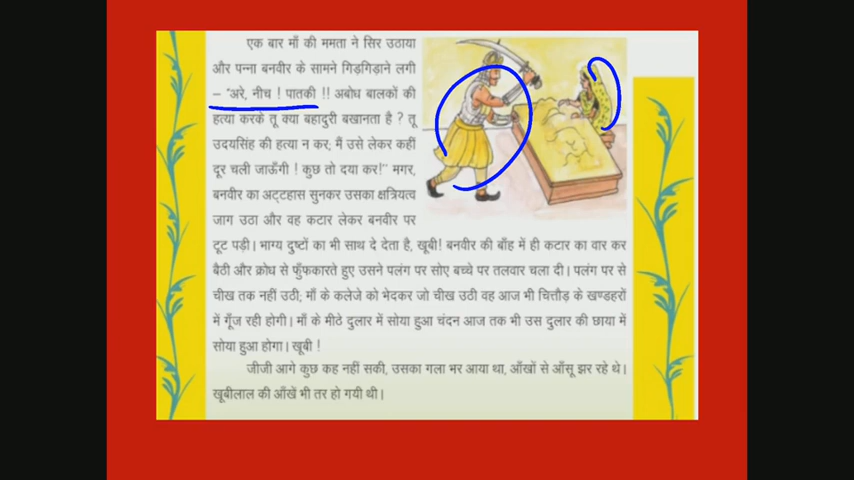 एक बार माँ की ममता ने सिर उठाया
और पन्ना बनवीर के सामने गिड़गिड़ाने लगी
– "अरे, नीच ! पातकी !! अबोध बालकों की
हत्या करके तू क्या बहादुरी बखानता है ? तू
उदयसिंह की हत्या न कर; मैं उसे लेकर कहीं
दूर चली जाऊँगी ! कुछ तो दया कर!" मगर,
बनवीर का अट्टहास सुनकर उसका क्षत्रियत्व
जाग उठा और वह कटार लेकर बनवीर पर
टूट पड़ी। भाग्य दुष्टों का भी साथ दे देता है, खूबी! बनवीर की बाँह में ही कटार का वार कर
बैठी और क्रोध से फुँफकारते हुए उसने पलंग पर सोए बच्चे पर तलवार चला दी। पलंग पर से
चीख तक नहीं उठी; माँ के कलेजे को भेदकर जो चीख उठी वह आज भी चित्तौड़ के खण्डहरों
में गूँज रही होगी। माँ के मीठे दुलार में सोया हुआ चंदन आज तक भी उस दुलार की छाया में
सोया हुआ होगा। खूबी !
जीजी आगे कुछ कह नहीं सकी, उसका गला भर आया था, आँखों से आँसू झर रहे थे।
खूबीलाल की आँखें भी तर हो गयी थी।